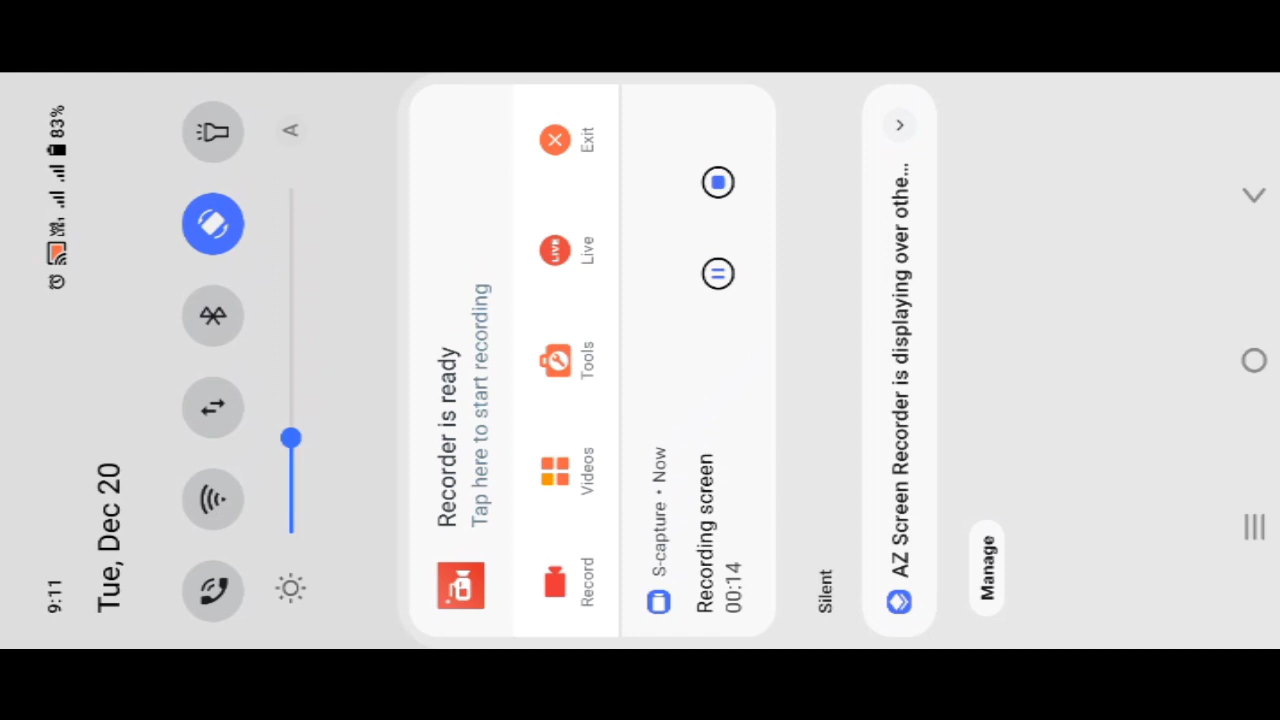 9:11
83%
Tue, Dec 20
A
Recorder is ready
Tap here to start recording
Record
Videos
Tools
LIVE
Live
Exit
S-capture • Now
Recording screen
00:14
Silent
AZ Screen Recorder is displaying over othe...
Manage